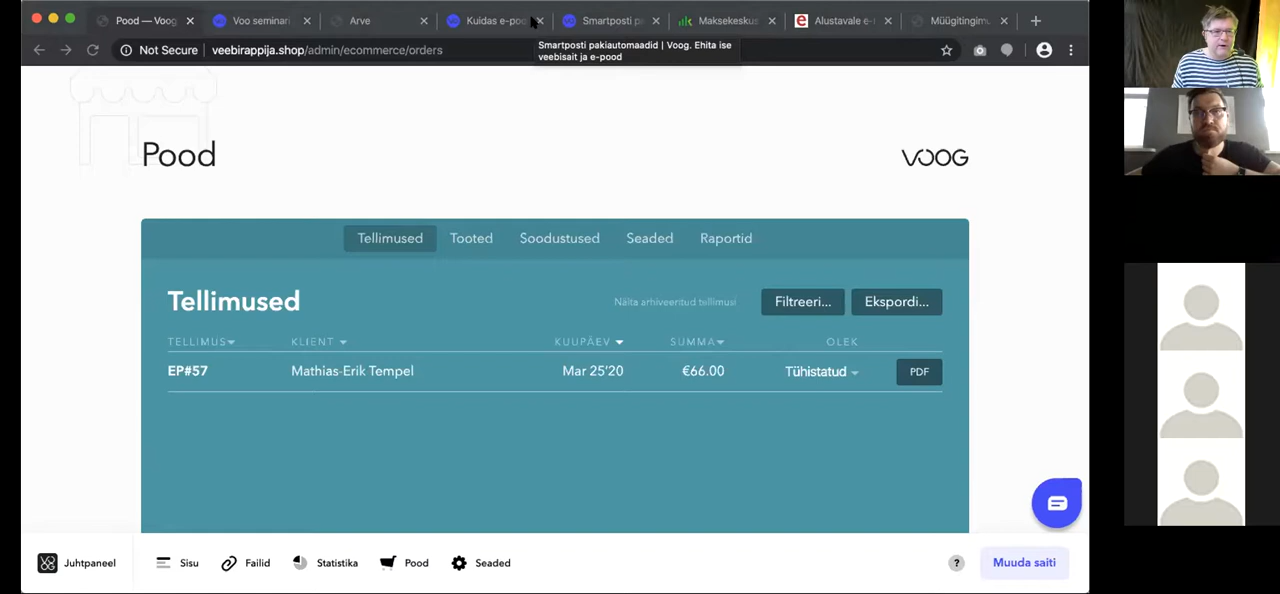 Pood — Voog
Voo seminari
Arve
Kuidas e-poo
Smartposti pa
Maksekeskus
Alustavale e-
Müügitingimu
Not Secure
veebirappija.shop/admin/ecommerce/orders
Smartposti pakiautomaadid | Voog. Ehita ise
veebisait ja e-pood
Pood
VOOG
Tellimused
Tooted
Soodustused
Seaded
Raportid
Tellimused
Näita arhiveeritud tellimusi
Filtreeri...
Ekspordi...
TELLIMUS
KLIENT
KUUPÄEV
SUMMA
OLEK
EP#57
Mathias-Erik Tempel
Mar 25'20
€66.00
Tühistatud
PDF
Juhtpaneel
Sisu
Failid
Statistika
Pood
Seaded
?
Muuda saiti